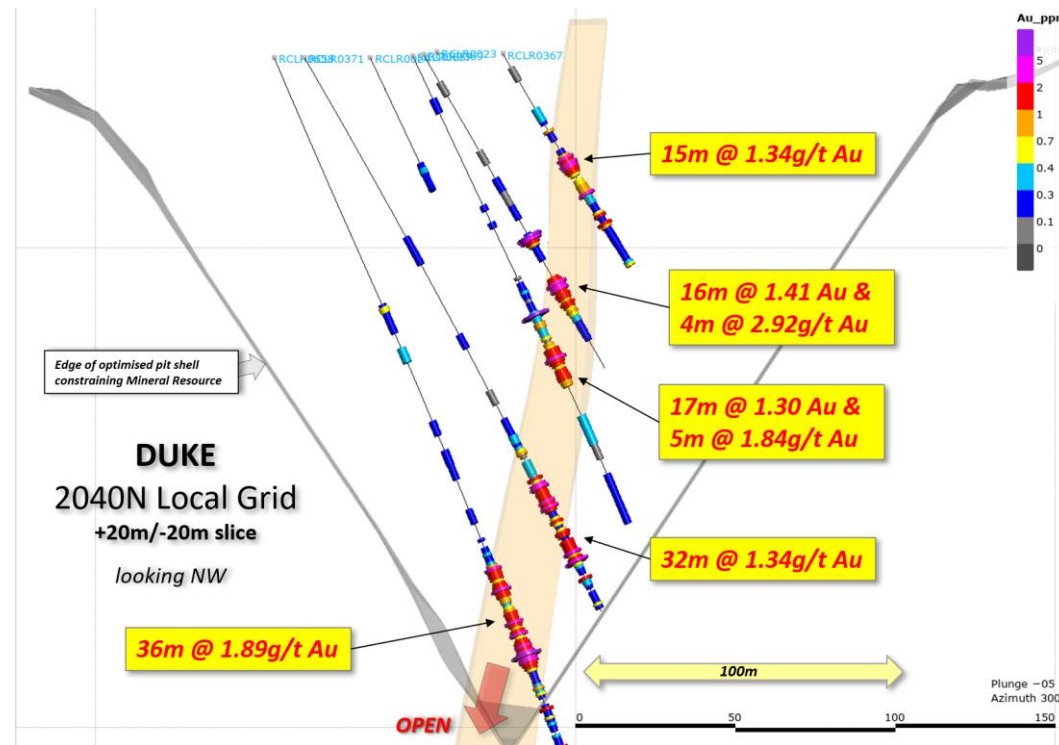 Au_ppm
5
2
1
0.7
0.4
0.3
0.1
0
RCLR0371
RCLR0023
RCLR0367
15m @ 1.34g/t Au
16m @ 1.41 Au &
4m @ 2.92g/t Au
Edge of optimised pit shell
constraining Mineral Resource
17m @ 1.30 Au &
5m @ 1.84g/t Au
DUKE
2040N Local Grid
+20m/-20m slice
looking NW
32m @ 1.34g/t Au
36m @ 1.89g/t Au
100m
Plunge −05
Azimuth 300
OPEN
0 50 100 150